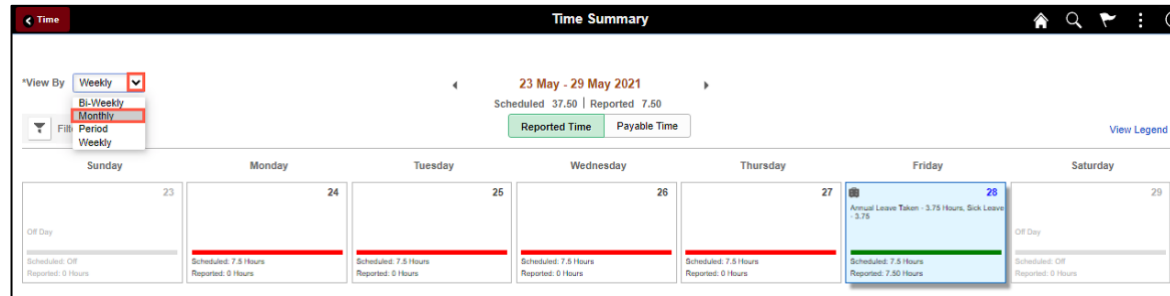 Time
Time Summary
*View By Weekly
23 May - 29 May 2021
Scheduled 37.50 | Reported 7.50
Bi-Weekly
Monthly
Period
Weekly
Reported Time Payable Time
View Legend
Sunday Monday Tuesday Wednesday Thursday Friday Saturday
23 24 25 26 27 28 29
Annual Leave Taken - 3.75 Hours, Sick Leave
- 3.75
Off Day Off Day
Scheduled: Off Scheduled: 7.5 Hours Scheduled: 7.5 Hours Scheduled: 7.5 Hours Scheduled: 7.5 Hours Scheduled: 7.5 Hours Scheduled: Off
Reported: 0 Hours Reported: 0 Hours Reported: 0 Hours Reported: 0 Hours Reported: 0 Hours Reported: 7.50 Hours Reported: 0 Hours